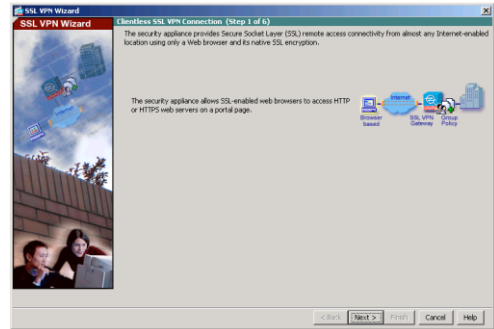 SSL VPN Wizard
SSL VPN Wizard
Clientless SSL VPN Connection (Step 1 of 6)
The security appliance provides Secure Socket Layer (SSL) remote access connectivity from almost any Internet-enabled
location using only a Web browser and its native SSL encryption.
Internet
The security appliance allows SSL-enabled web browsers to access HTTP
or HTTPS web servers on a portal page.
Internet
Browser
based
SSL VPN
Gateway
Group
Policy
< Back
Next >
Finish
Cancel
Help